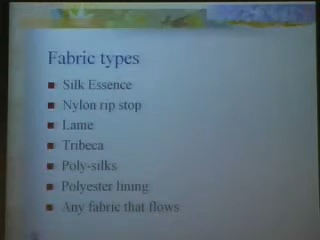 Fabric types
Silk Essence
Nylon rip stop
Lame
Tribeca
Poly-silks
Polyester lining
Any fabric that flows